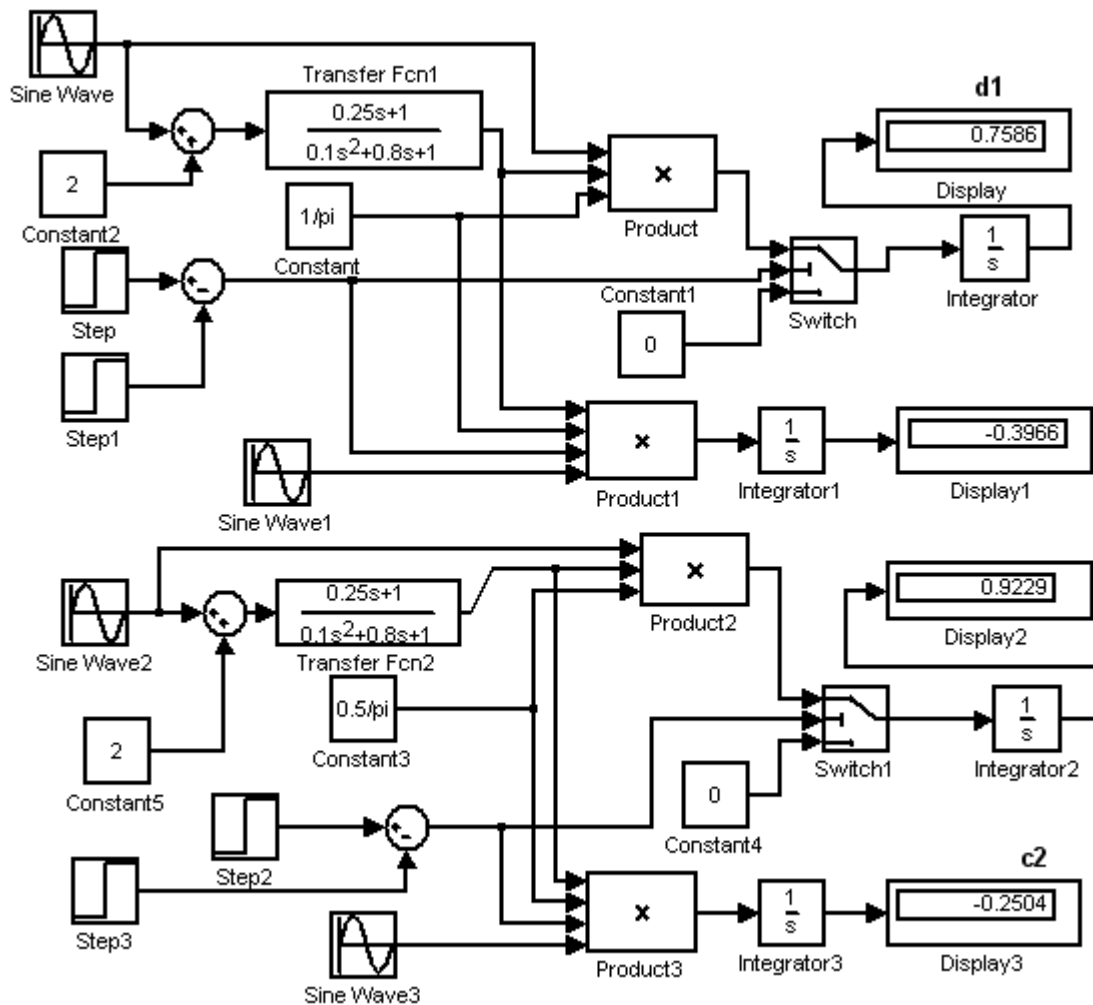 Sine Wave
Transfer Fcn1
0.25s+1
0.1s2+0.8s+1
d1
0.7586
Display
2
Constant2
1/pi
Constant
×
Product
1
s
Integrator
Step
Constant1
0
Switch
Step1
Sine Wave1
×
Product1
1
s
Integrator1
-0.3966
Display1
Sine Wave2
0.25s+1
0.1s2+0.8s+1
Transfer Fcn2
×
Product2
0.9229
Display2
0.5/pi
Constant3
2
Constant5
0
Constant4
Switch1
1
s
Integrator2
Step2
Step3
Sine Wave3
×
Product3
1
s
Integrator3
c2
-0.2504
Display3